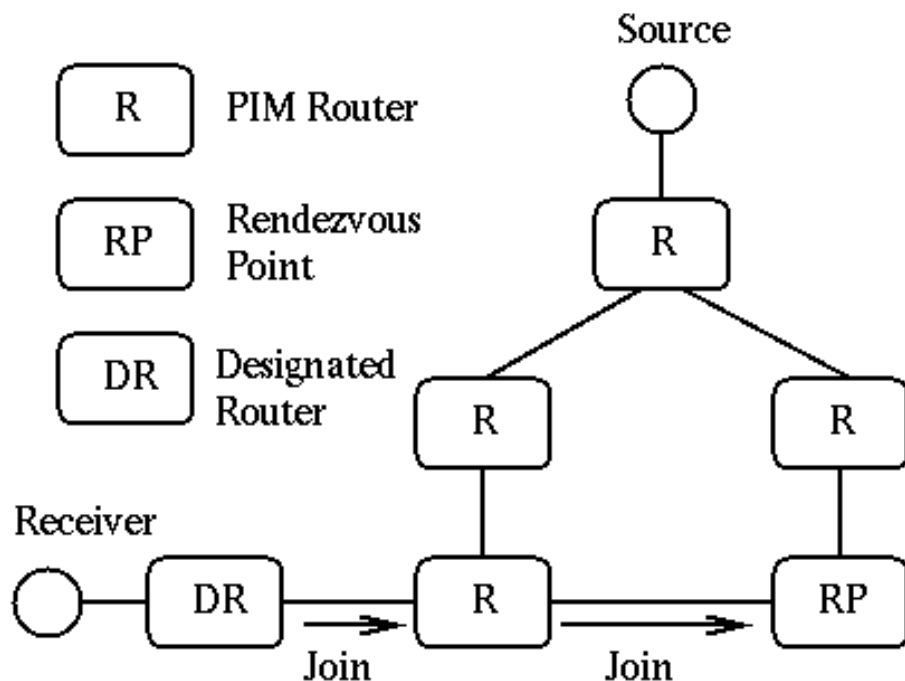 Source
R
PIM Router
RP
Rendezvous
Point
R
DR
Designated
Router
R
R
Receiver
DR
R
RP
Join
Join